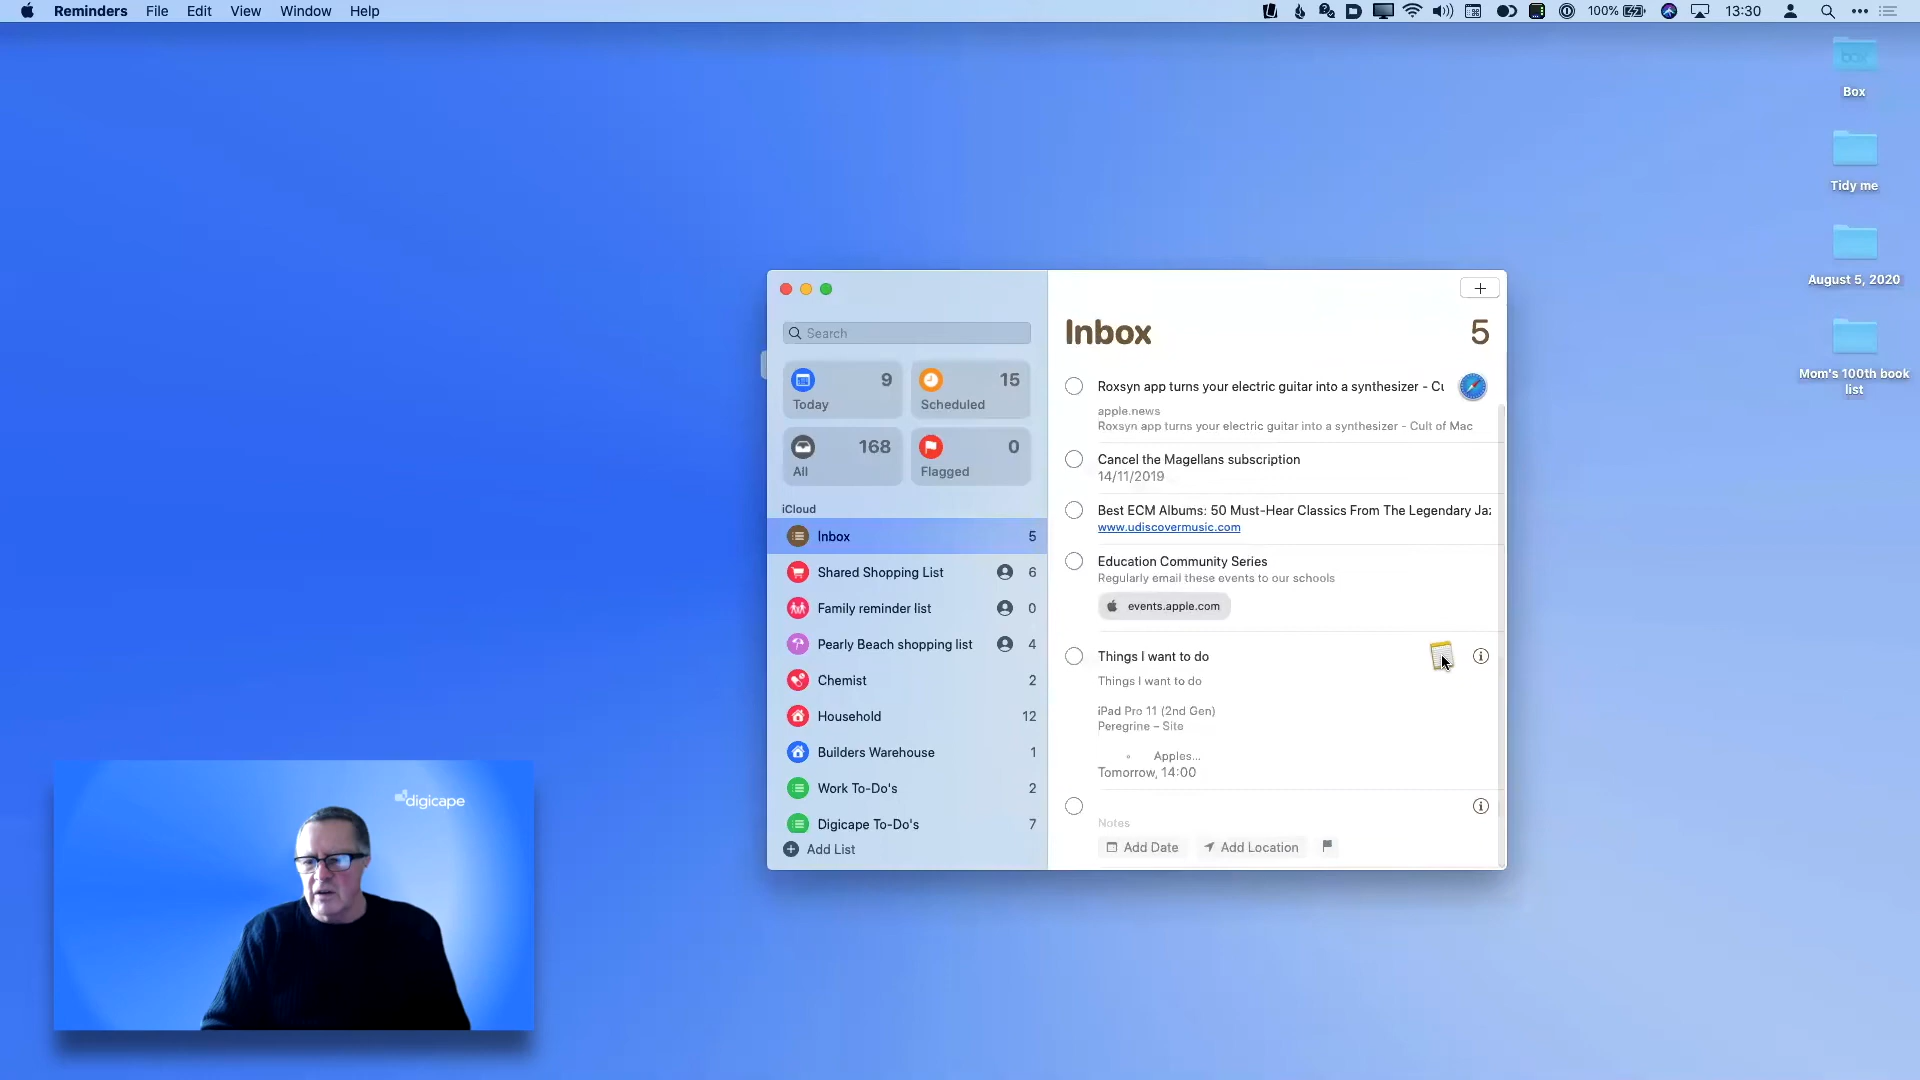 Reminders File Edit View Window Help
100% 13:30
box
Box
Tidy me
August 5, 2020
Mom's 100th book
list
Search
9
Today
15
Scheduled
168
All
0
Flagged
iCloud
Inbox 5
Shared Shopping List 6
Family reminder list 0
Pearly Beach shopping list 4
Chemist 2
Household 12
Builders Warehouse 1
Work To-Do's 2
Digicape To-Do's 7
Add List
+
Inbox 5
Roxsyn app turns your electric guitar into a synthesizer - Cu
apple.news
Roxsyn app turns your electric guitar into a synthesizer - Cult of Mac
Cancel the Magellans subscription
14/11/2019
Best ECM Albums: 50 Must-Hear Classics From The Legendary Jaz
www.udiscovermusic.com
Education Community Series
Regularly email these events to our schools
events.apple.com
Things I want to do
Things I want to do
iPad Pro 11 (2nd Gen)
Peregrine – Site
◦ Apples...
Tomorrow, 14:00
Notes
Add Date Add Location
digicape